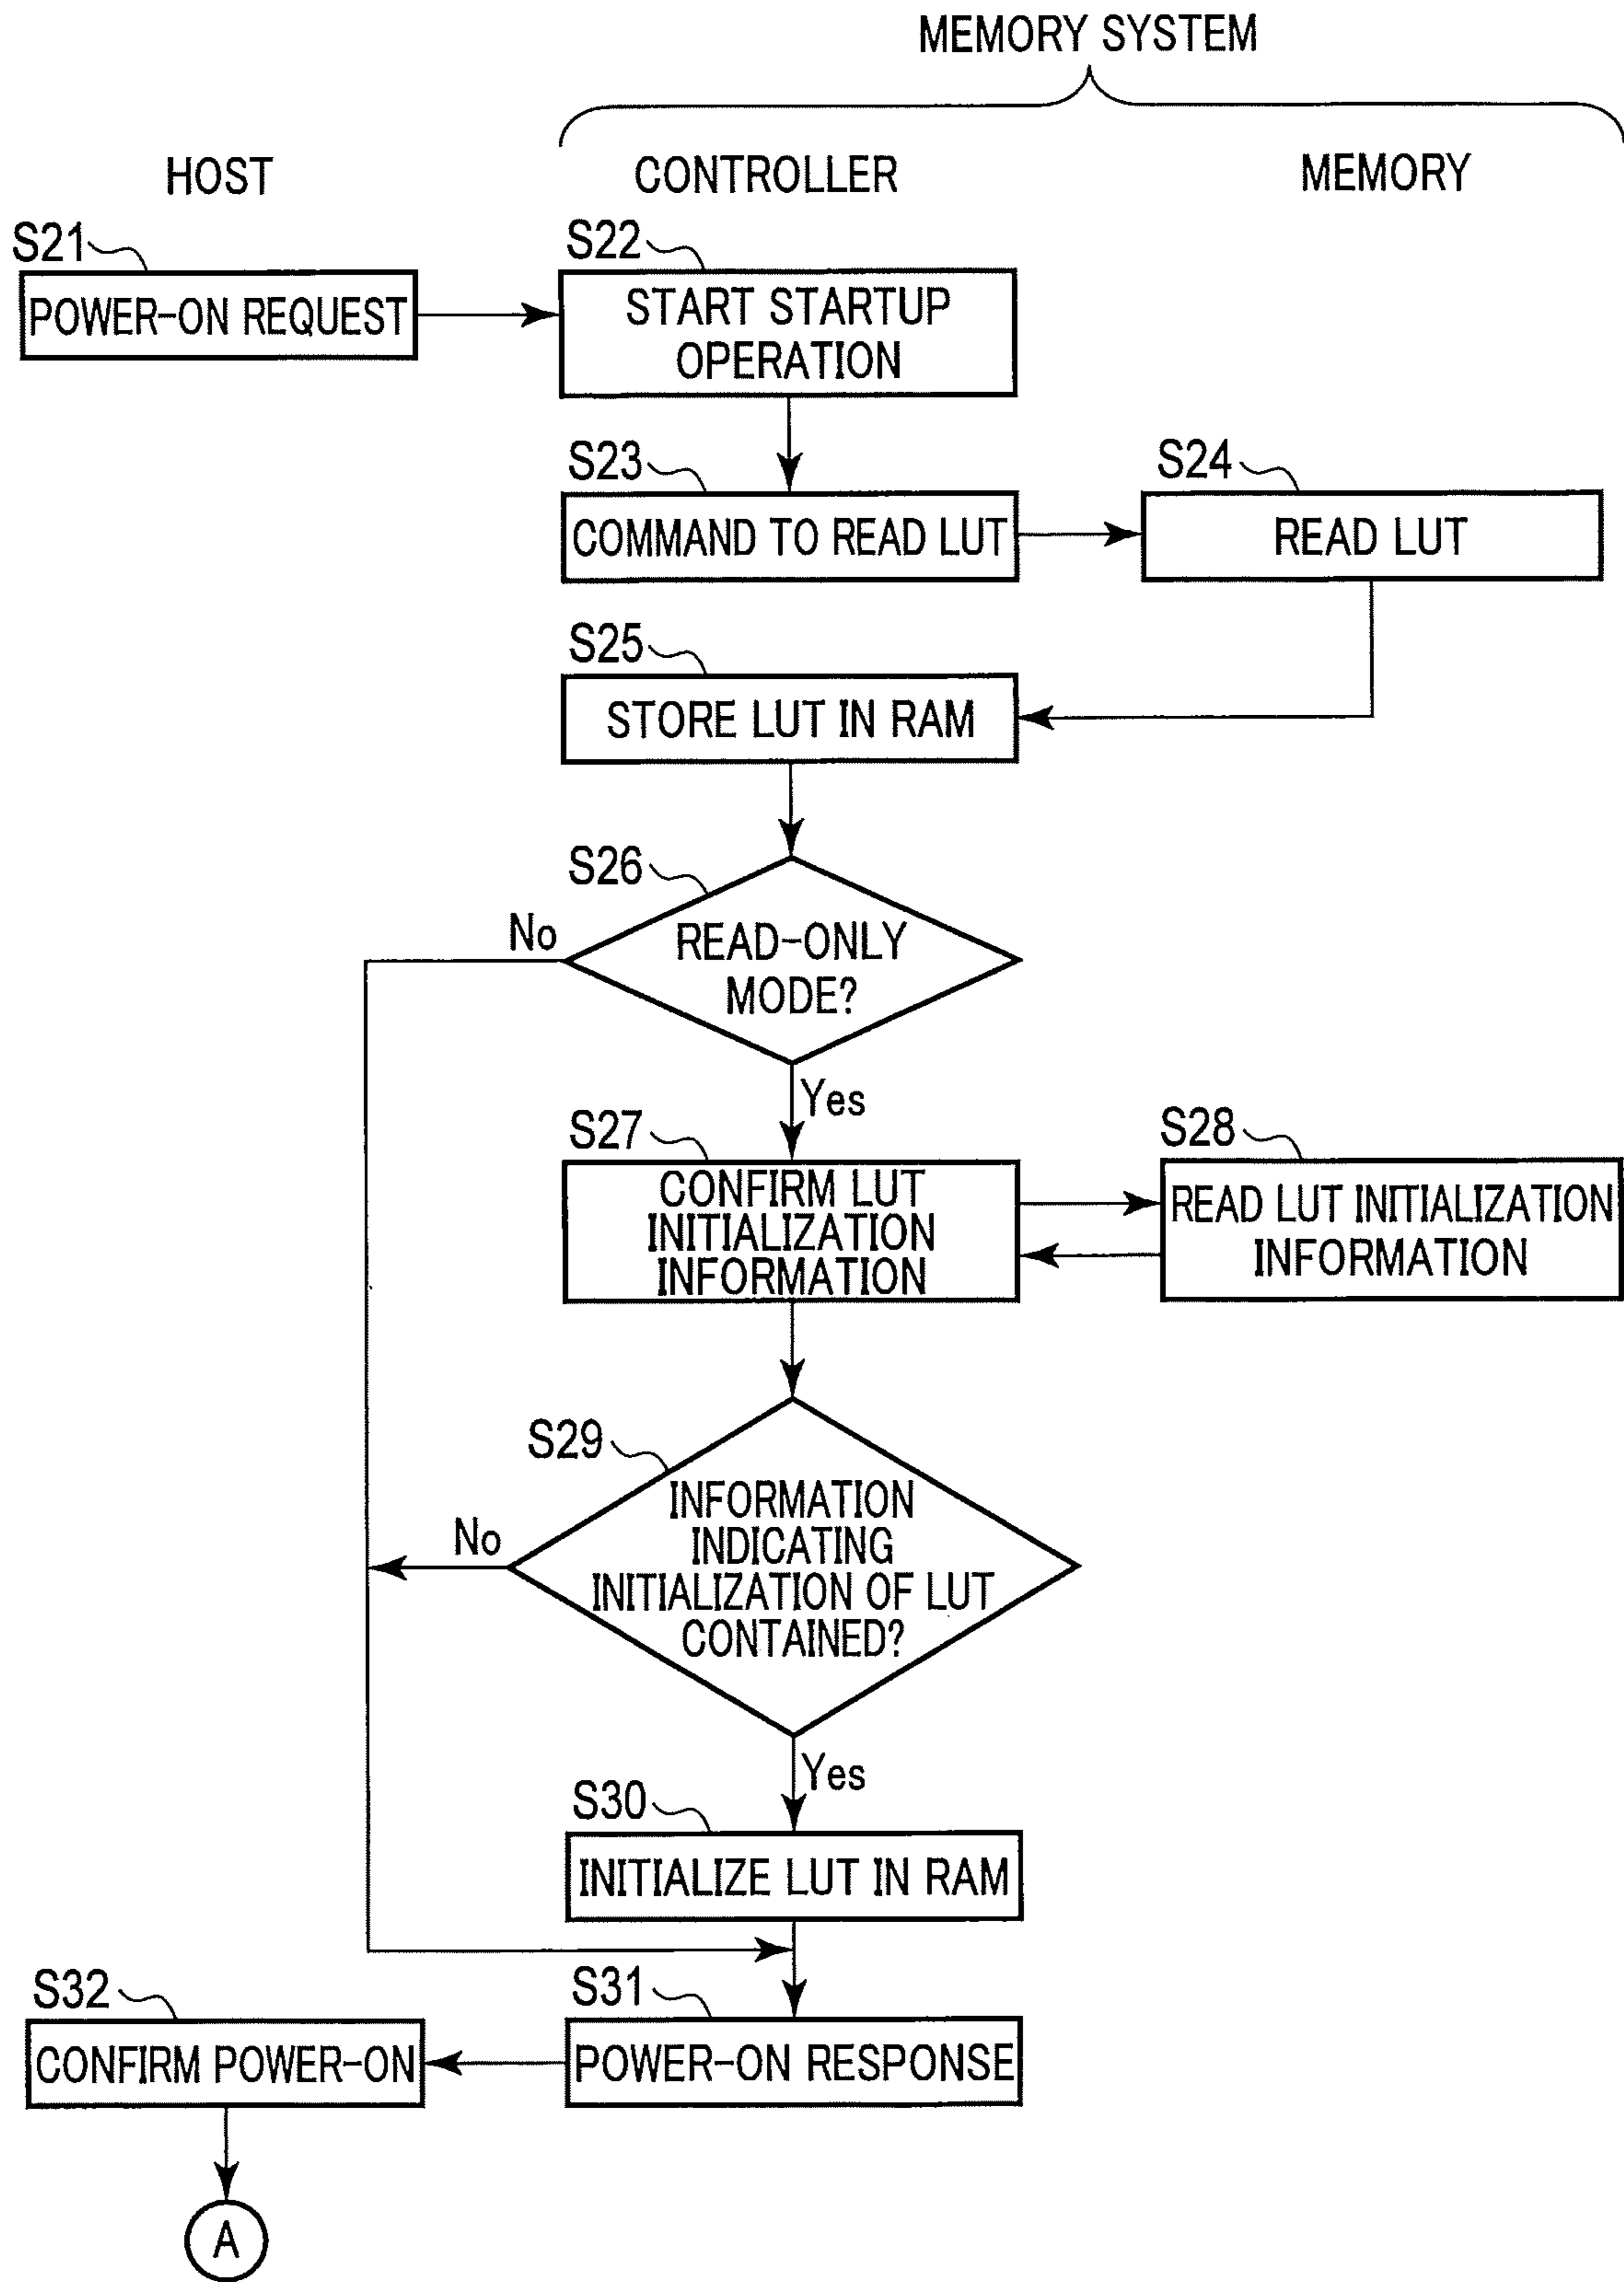 MEMORY SYSTEM
HOST
CONTROLLER
MEMORY
S21
POWER-ON REQUEST
S22
START STARTUP
OPERATION
S23
COMMAND TO READ LUT
S24
READ LUT
S25
STORE LUT IN RAM
S26
READ-ONLY
MODE?
No
Yes
S27
CONFIRM LUT
INITIALIZATION
INFORMATION
S28
READ LUT INITIALIZATION
INFORMATION
S29
INFORMATION
INDICATING
INITIALIZATION OF LUT
CONTAINED?
No
Yes
S30
INITIALIZE LUT IN RAM
S31
POWER-ON RESPONSE
S32
CONFIRM POWER-ON
A